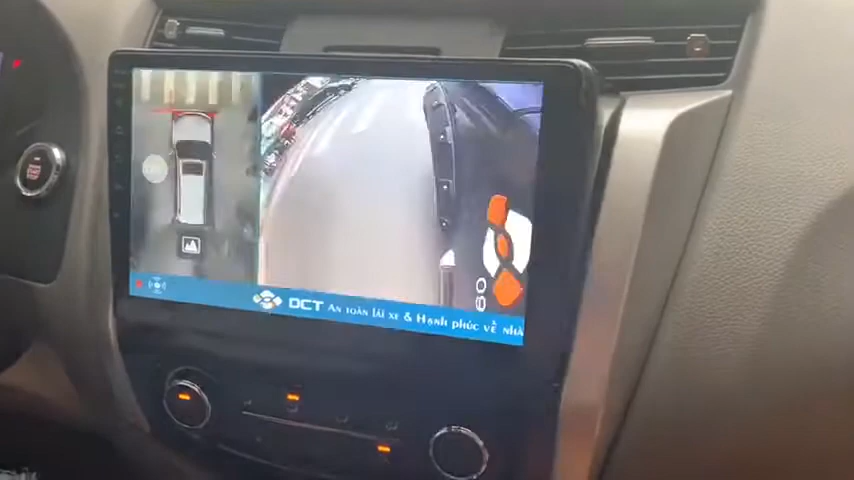 DCT AN TOÀN LÁI XE & HẠNH PHÚC VỀ NHÀ